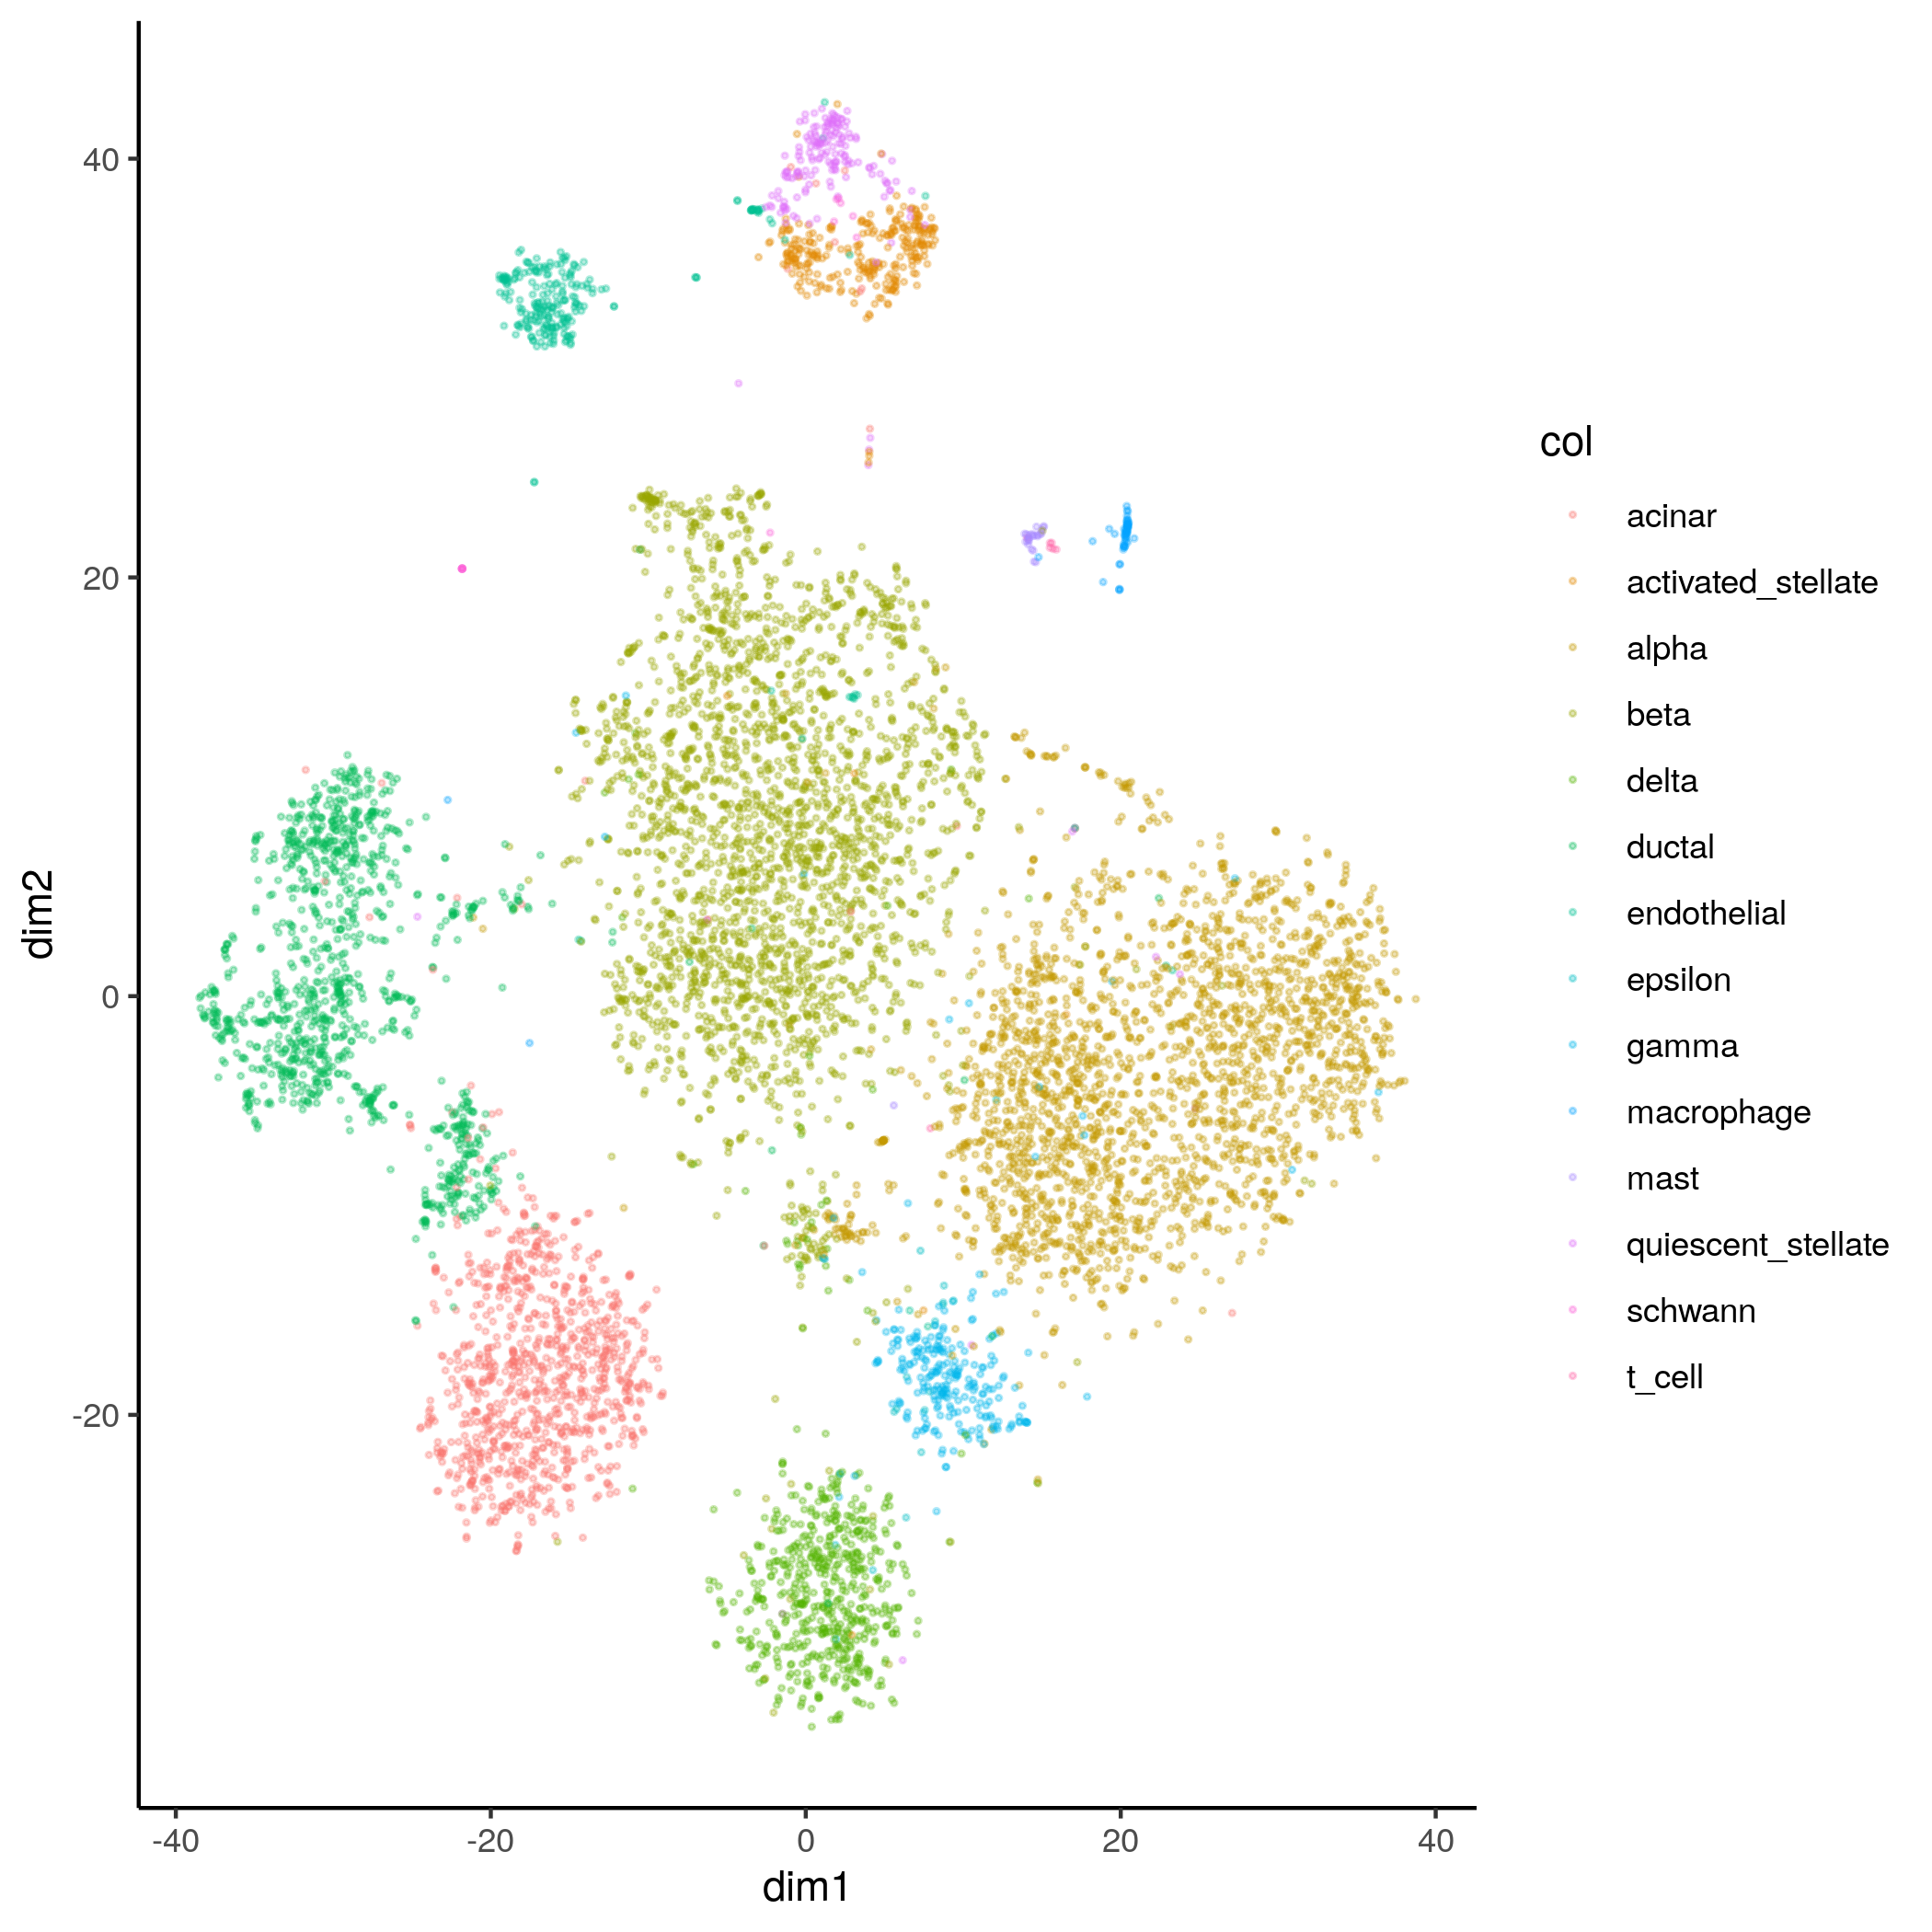 40
20
0
-20
dim2
-40
-20
0
20
40
dim1
col
acinar
activated_stellate
alpha
beta
delta
ductal
endothelial
epsilon
gamma
macrophage
mast
quiescent_stellate
schwann
t_cell